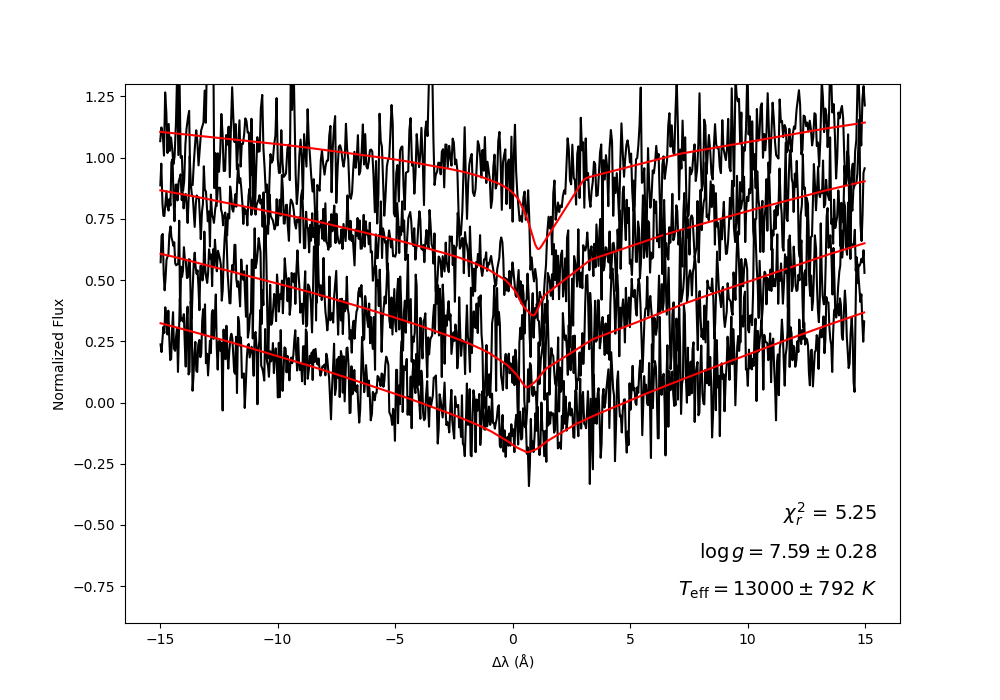 1.25
1.00
0.75
0.50
0.25
0.00
−0.25
−0.50
−0.75
Normalized Flux
χ²ᵣ = 5.25
log g = 7.59 ± 0.28
T_eff = 13000 ± 792 K
−15 −10 −5 0 5 10 15
Δλ (Å)